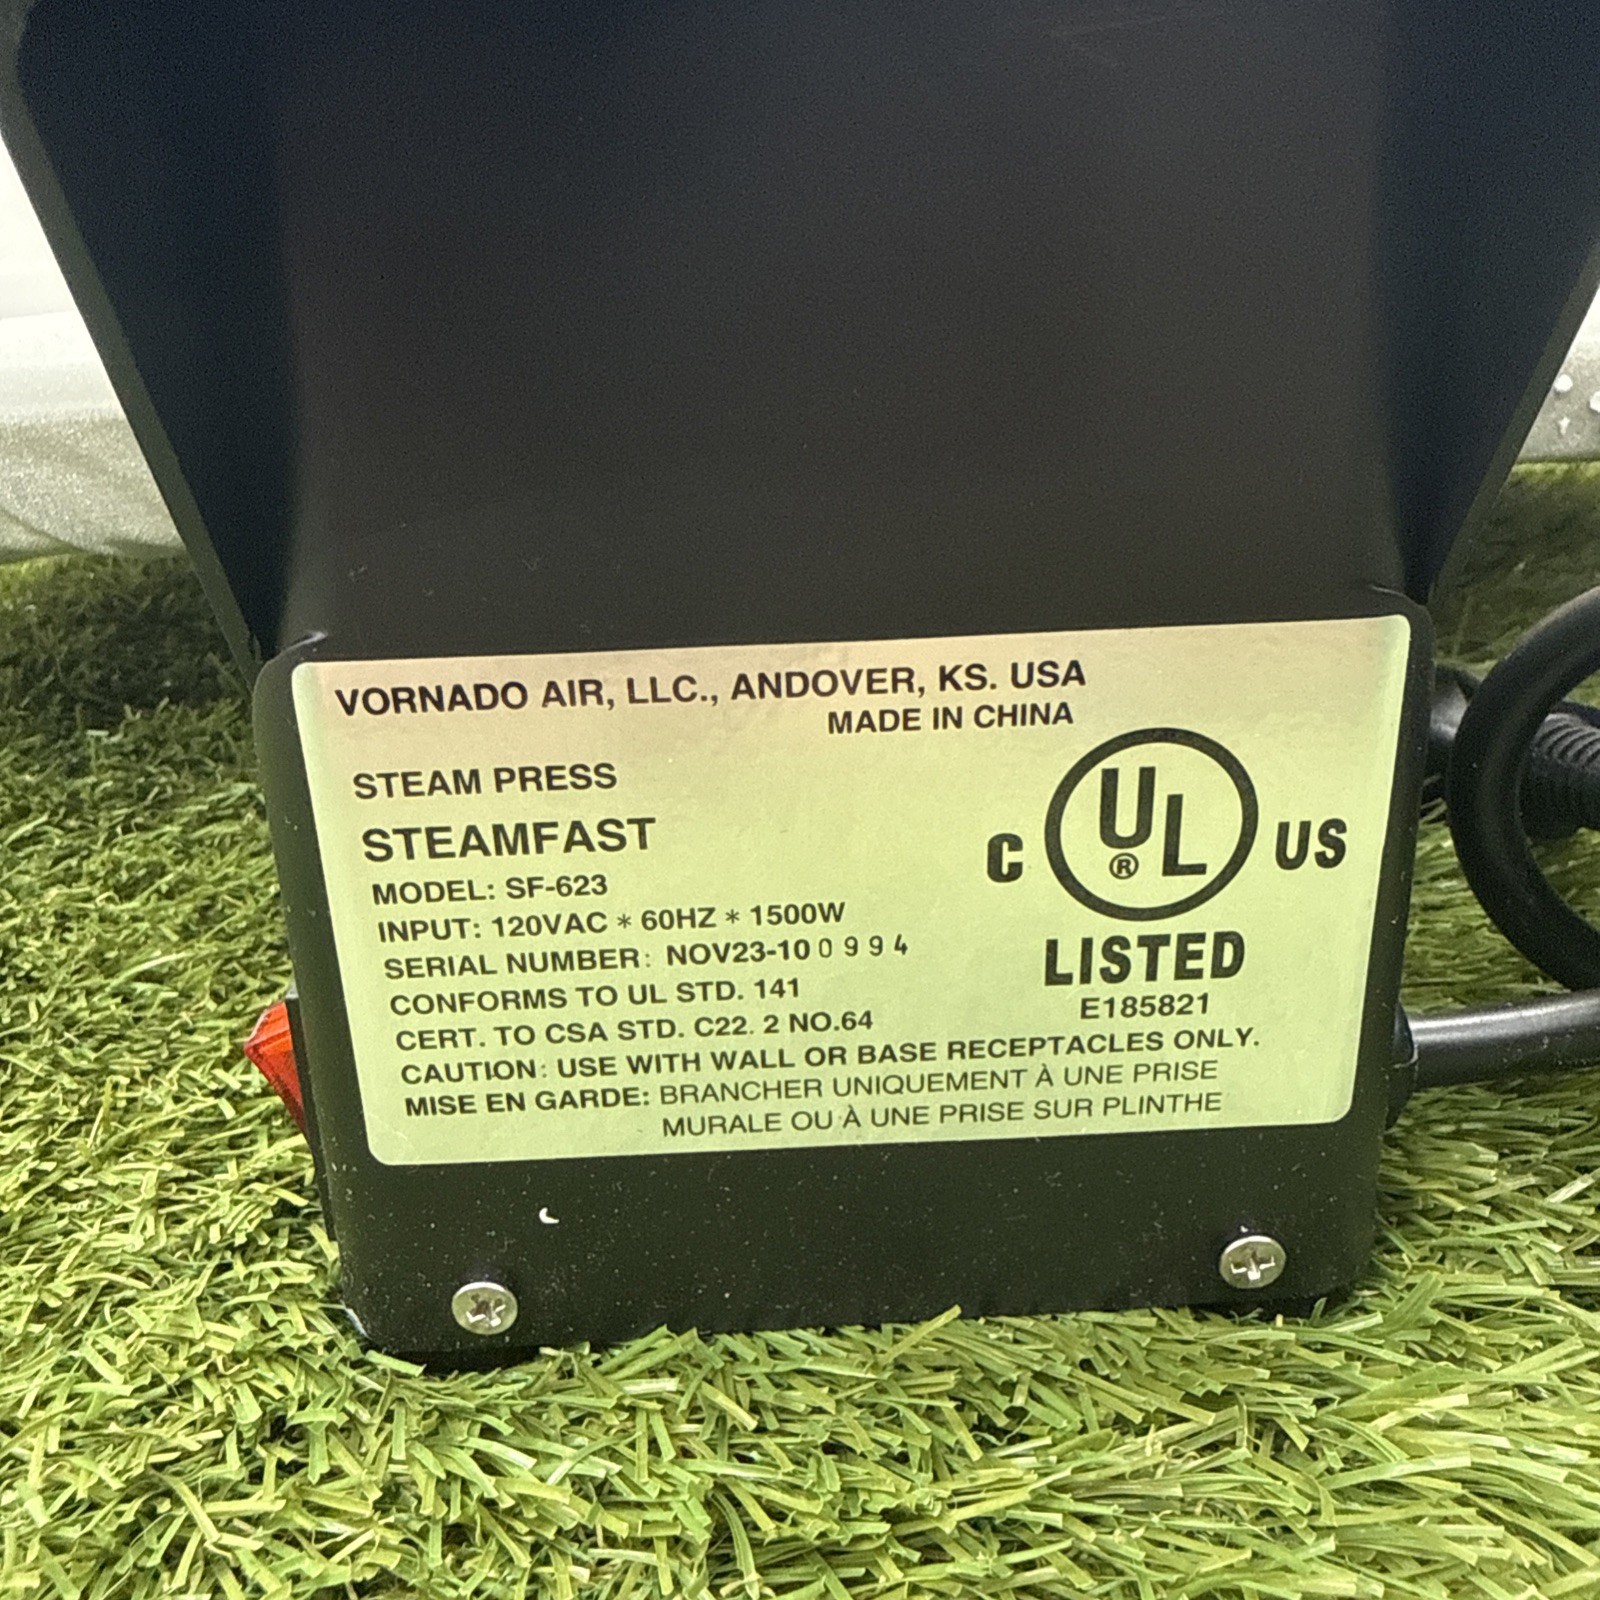 VORNADO AIR, LLC., ANDOVER, KS. USA
MADE IN CHINA
STEAM PRESS
STEAMFAST
MODEL: SF-623
INPUT: 120VAC * 60HZ * 1500W
SERIAL NUMBER: NOV23-100994
CONFORMS TO UL STD. 141
CERT. TO CSA STD. C22. 2 NO.64
C UL ® US
LISTED
E185821
CAUTION: USE WITH WALL OR BASE RECEPTACLES ONLY.
MISE EN GARDE: BRANCHER UNIQUEMENT À UNE PRISE
MURALE OU À UNE PRISE SUR PLINTHE